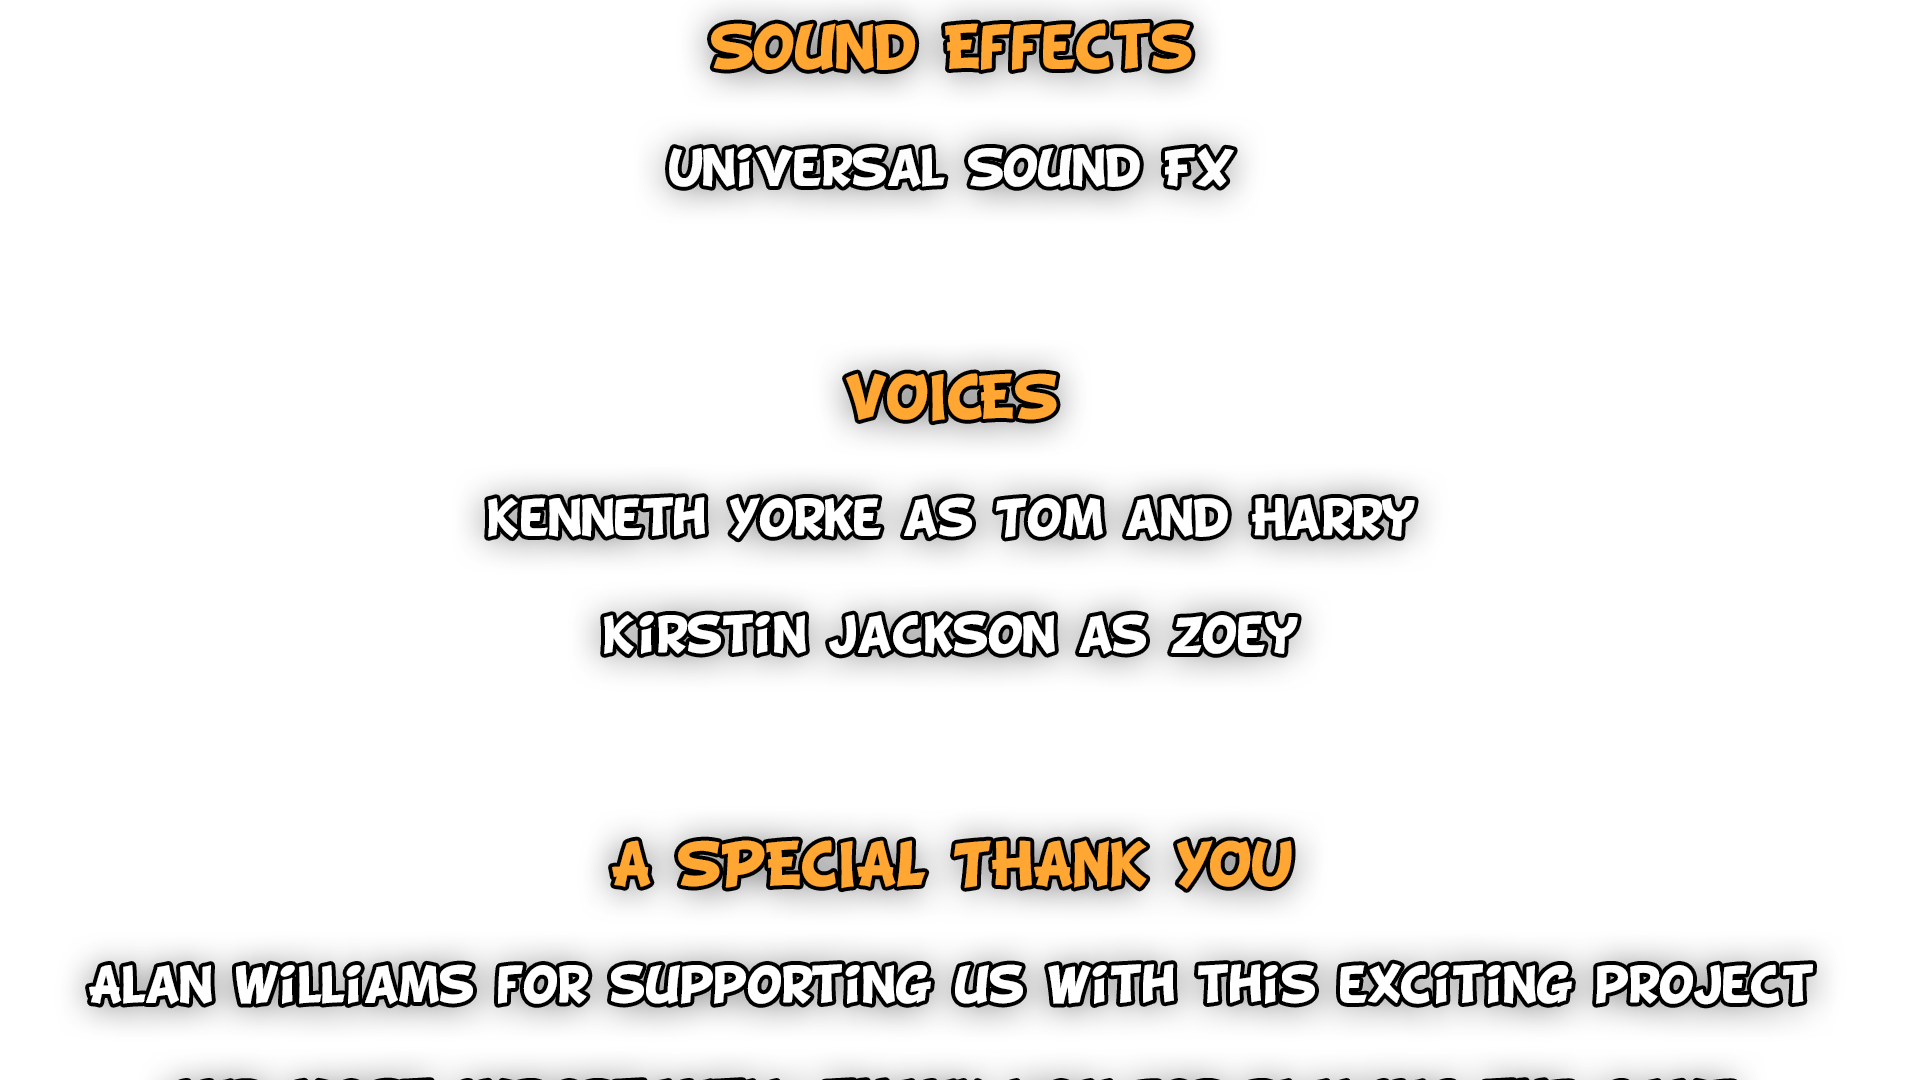 SOUND EFFECTS
UNIVERSAL SOUND FX
VOICES
KENNETH YORKE AS TOM AND HARRY
KIRSTIN JACKSON AS ZOEY
A SPECIAL THANK YOU
ALAN WILLIAMS FOR SUPPORTING US WITH THIS EXCITING PROJECT